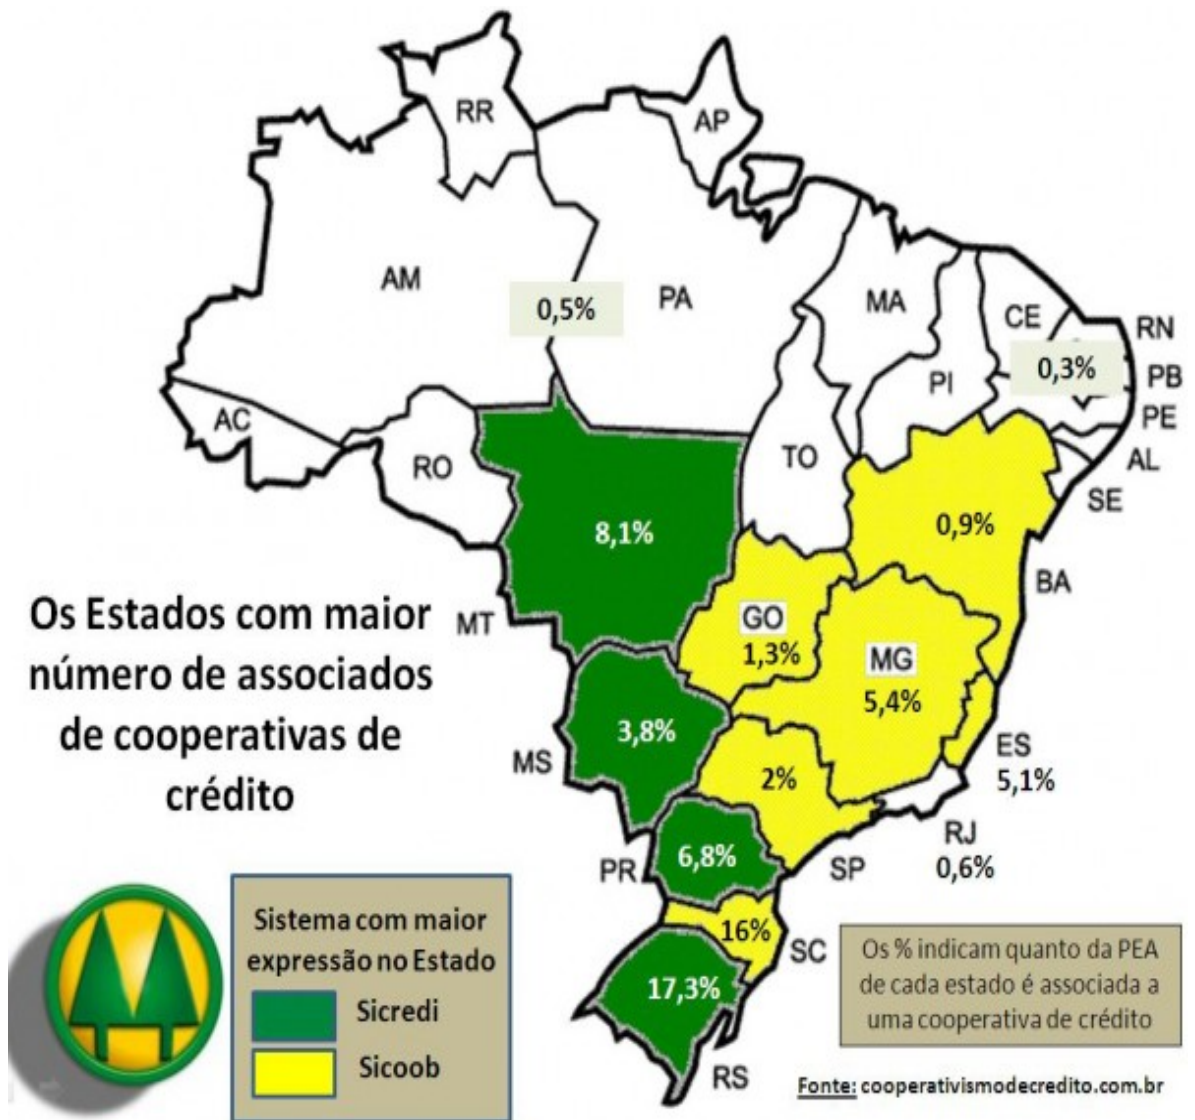 RR
AP
AM
0,5%
PA
MA
CE
RN
0,3%
PB
PI
PE
AC
RO
TO
AL
SE
8,1%
0,9%
BA
MT
GO
1,3%
MG
5,4%
Os Estados com maior
número de associados
de cooperativas de
crédito
MS
3,8%
2%
ES
5,1%
RJ
0,6%
PR
6,8%
SP
16%
SC
17,3%
RS
Sistema com maior
expressão no Estado
Sicredi
Sicoob
Os % indicam quanto da PEA
de cada estado é associada a
uma cooperativa de crédito
Fonte: cooperativismodecredito.com.br